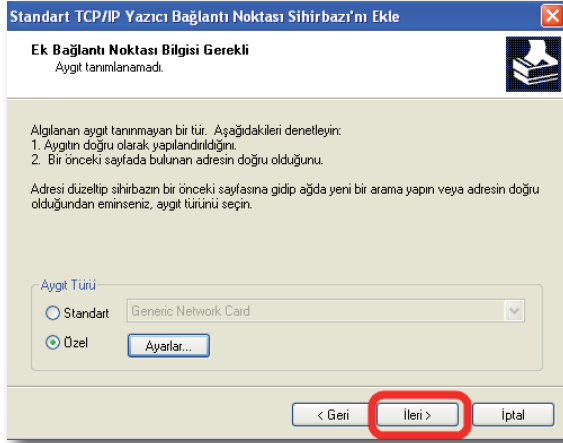 Standart TCP/IP Yazıcı Bağlantı Noktası Sihirbazı'nı Ekle
Ek Bağlantı Noktası Bilgisi Gerekli
Aygıt tanımlanamadı.
Algılanan aygıt tanınmayan bir tür. Aşağıdakileri denetleyin:
1. Aygıtın doğru olarak yapılandırıldığını.
2. Bir önceki sayfada bulunan adresin doğru olduğunu.
Adresi düzeltip sihirbazın bir önceki sayfasına gidip ağda yeni bir arama yapın veya adresin doğru
olduğundan eminseniz, aygıt türünü seçin.
Aygıt Türü
Standart Generic Network Card
Özel Ayarlar...
< Geri İleri > İptal